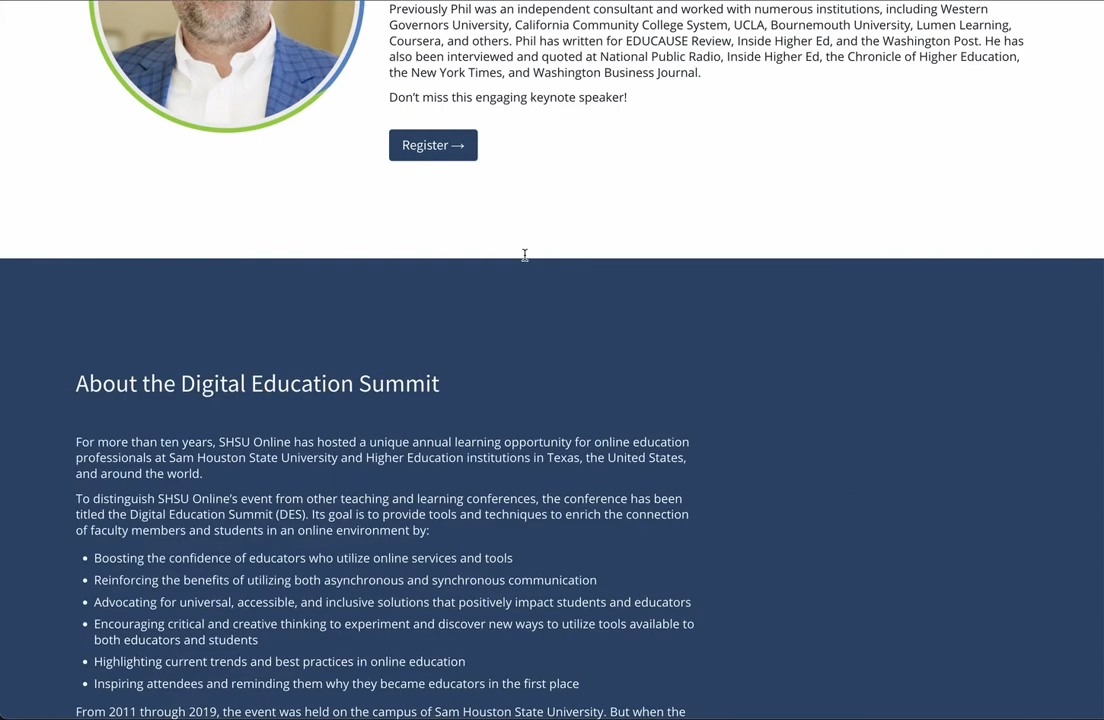 Previously Phil was an independent consultant and worked with numerous institutions, including Western
Governors University, California Community College System, UCLA, Bournemouth University, Lumen Learning,
Coursera, and others. Phil has written for EDUCAUSE Review, Inside Higher Ed, and the Washington Post. He has
also been interviewed and quoted at National Public Radio, Inside Higher Ed, the Chronicle of Higher Education,
the New York Times, and Washington Business Journal.
Don't miss this engaging keynote speaker!
Register →
About the Digital Education Summit
For more than ten years, SHSU Online has hosted a unique annual learning opportunity for online education
professionals at Sam Houston State University and Higher Education institutions in Texas, the United States,
and around the world.
To distinguish SHSU Online's event from other teaching and learning conferences, the conference has been
titled the Digital Education Summit (DES). Its goal is to provide tools and techniques to enrich the connection
of faculty members and students in an online environment by:
• Boosting the confidence of educators who utilize online services and tools
• Reinforcing the benefits of utilizing both asynchronous and synchronous communication
• Advocating for universal, accessible, and inclusive solutions that positively impact students and educators
• Encouraging critical and creative thinking to experiment and discover new ways to utilize tools available to
both educators and students
• Highlighting current trends and best practices in online education
• Inspiring attendees and reminding them why they became educators in the first place
From 2011 through 2019, the event was held on the campus of Sam Houston State University. But when the